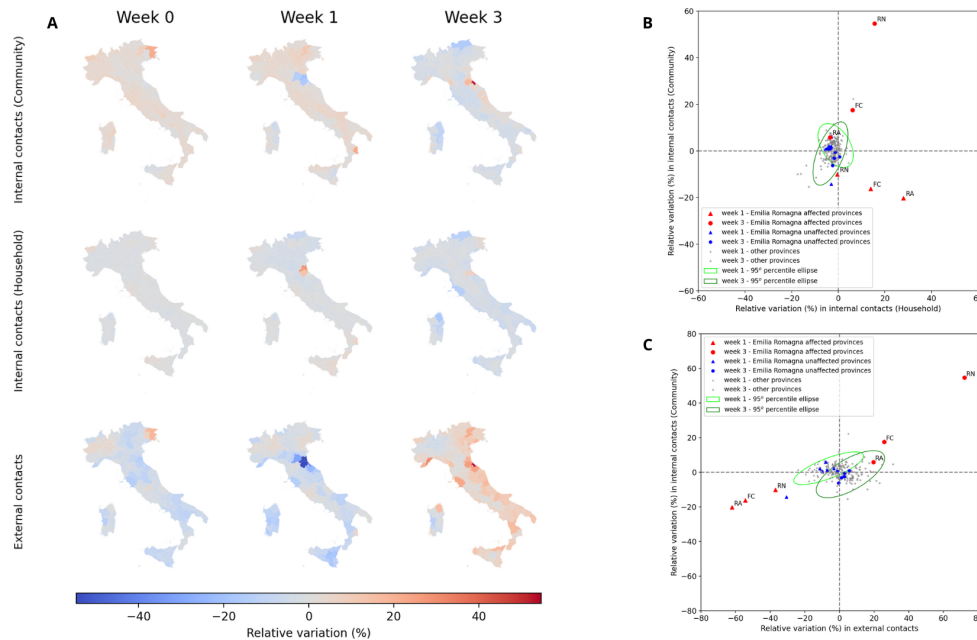 A
Week 0
Week 1
Week 3
Internal contacts (Community)
Internal contacts (Household)
External contacts
−40
−20
0
20
40
Relative variation (%)
B
Relative variation (%) in internal contacts (Community)
60
40
20
0
−20
−40
−60
RN
FC
RA
RN
FC
RA
week 1 - Emilia Romagna affected provinces
week 3 - Emilia Romagna affected provinces
week 1 - Emilia Romagna unaffected provinces
week 3 - Emilia Romagna unaffected provinces
week 1 - other provinces
week 3 - other provinces
week 1 - 95° percentile ellipse
week 3 - 95° percentile ellipse
−60
−40
−20
0
20
40
60
Relative variation (%) in internal contacts (Household)
C
Relative variation (%) in internal contacts (Community)
80
60
40
20
0
−20
−40
−60
−80
week 1 - Emilia Romagna affected provinces
week 3 - Emilia Romagna affected provinces
week 1 - Emilia Romagna unaffected provinces
week 3 - Emilia Romagna unaffected provinces
week 1 - other provinces
week 3 - other provinces
week 1 - 95° percentile ellipse
week 3 - 95° percentile ellipse
RN
FC
RA
RN
FC
RA
−80
−60
−40
−20
0
20
40
60
80
Relative variation (%) in external contacts